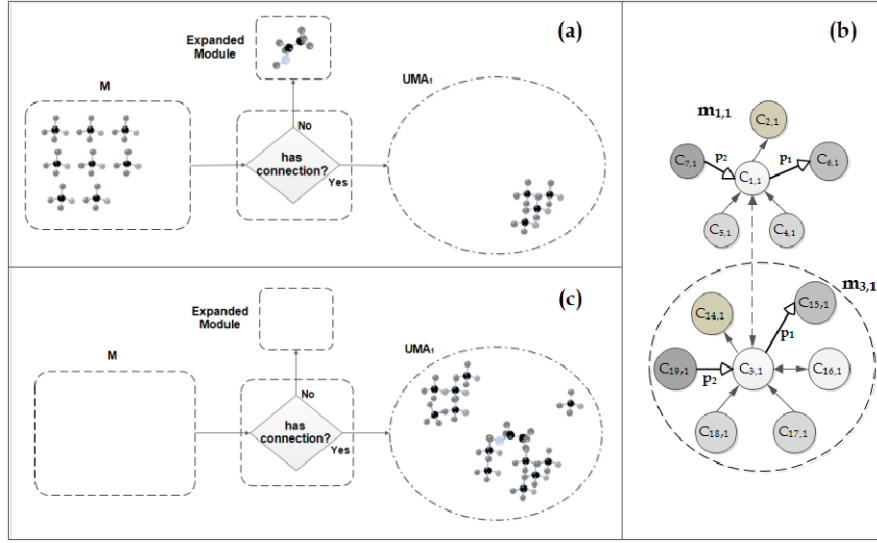 (a)
Expanded
Module
M
UMA₁
No
has
connection?
Yes
(b)
m₁,₁
C₂,₁
C₇,₁
p₂
p₁
C₆,₁
C₁,₁
C₅,₁
C₄,₁
m₃,₁
C₁₅,₁
C₁₄,₁
p₁
C₁₉,₁
p₂
C₃,₁
C₁₆,₁
C₁₈,₁
C₁₇,₁
(c)
Expanded
Module
M
UMA₁
No
has
connection?
Yes